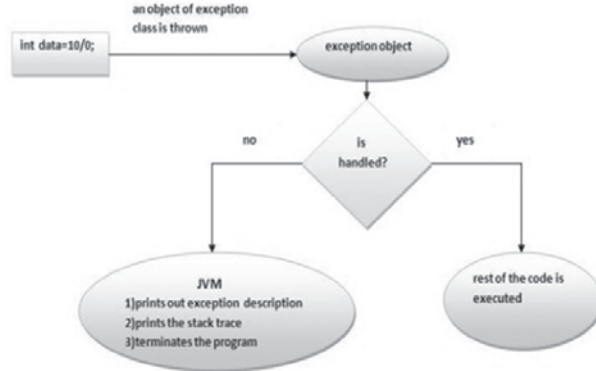 an object of exception
class is thrown
int data=10/0;
exception object
is
handled?
no
yes
JVM
1)prints out exception description
2)prints the stack trace
3)terminates the program
rest of the code is
executed